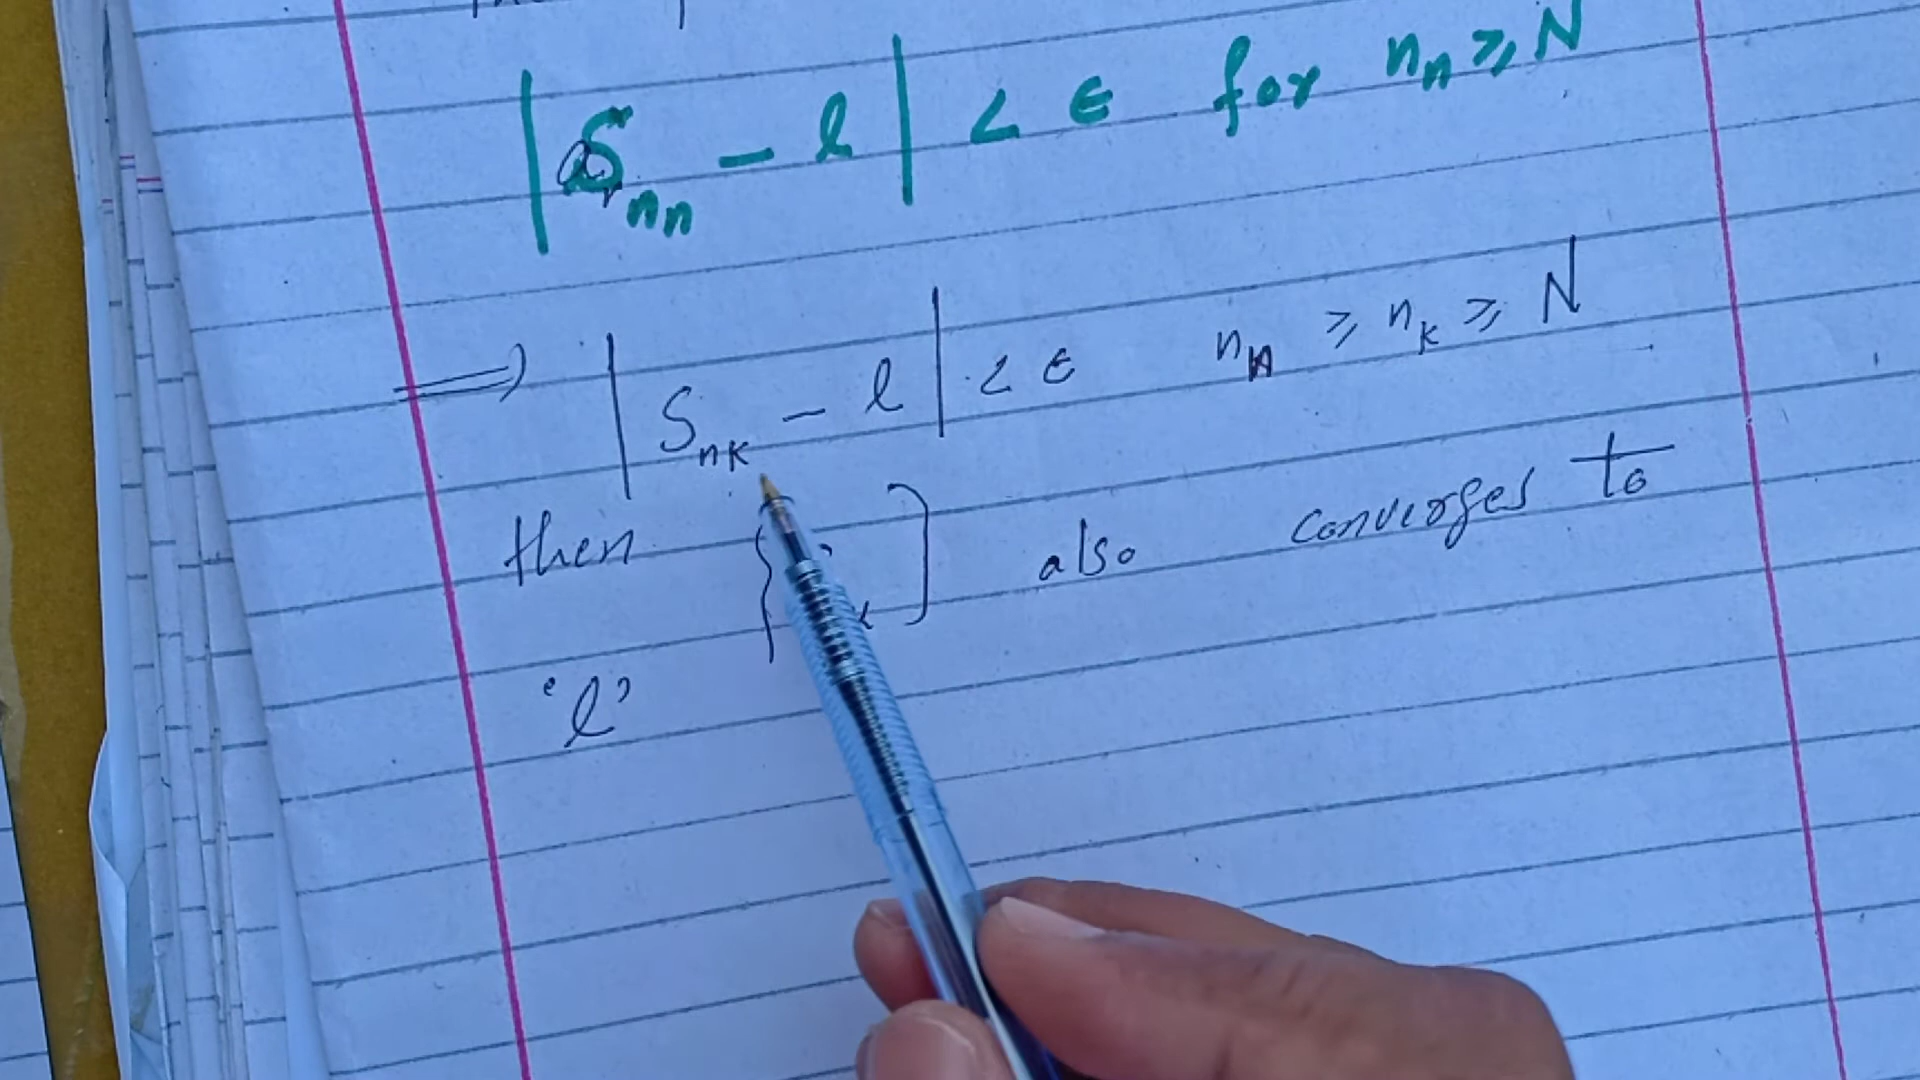 |S_{n_n} - l| < ϵ for n_n ⩾ N
⟹ |S_{nk} - l| < ϵ n_n ⩾ n_k ⩾ N
then { } also converges to
'l'